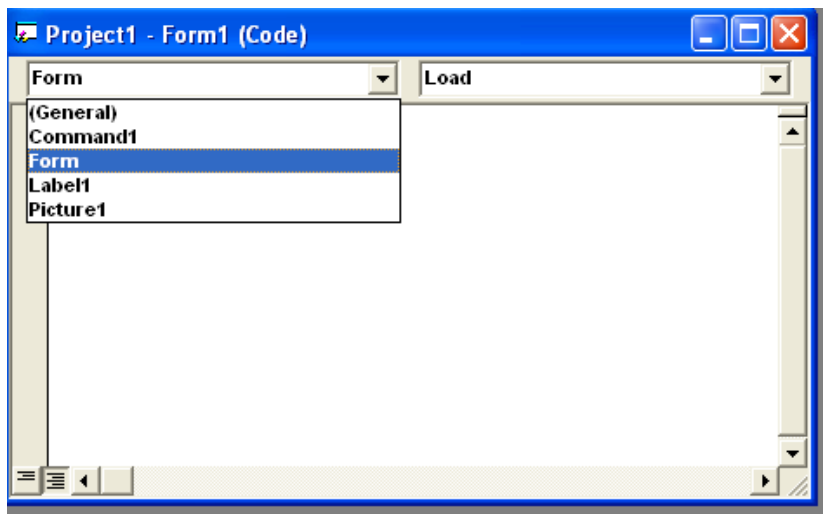 Project1 - Form1 (Code)
Form Load
(General)
Command1
Form
Label1
Picture1